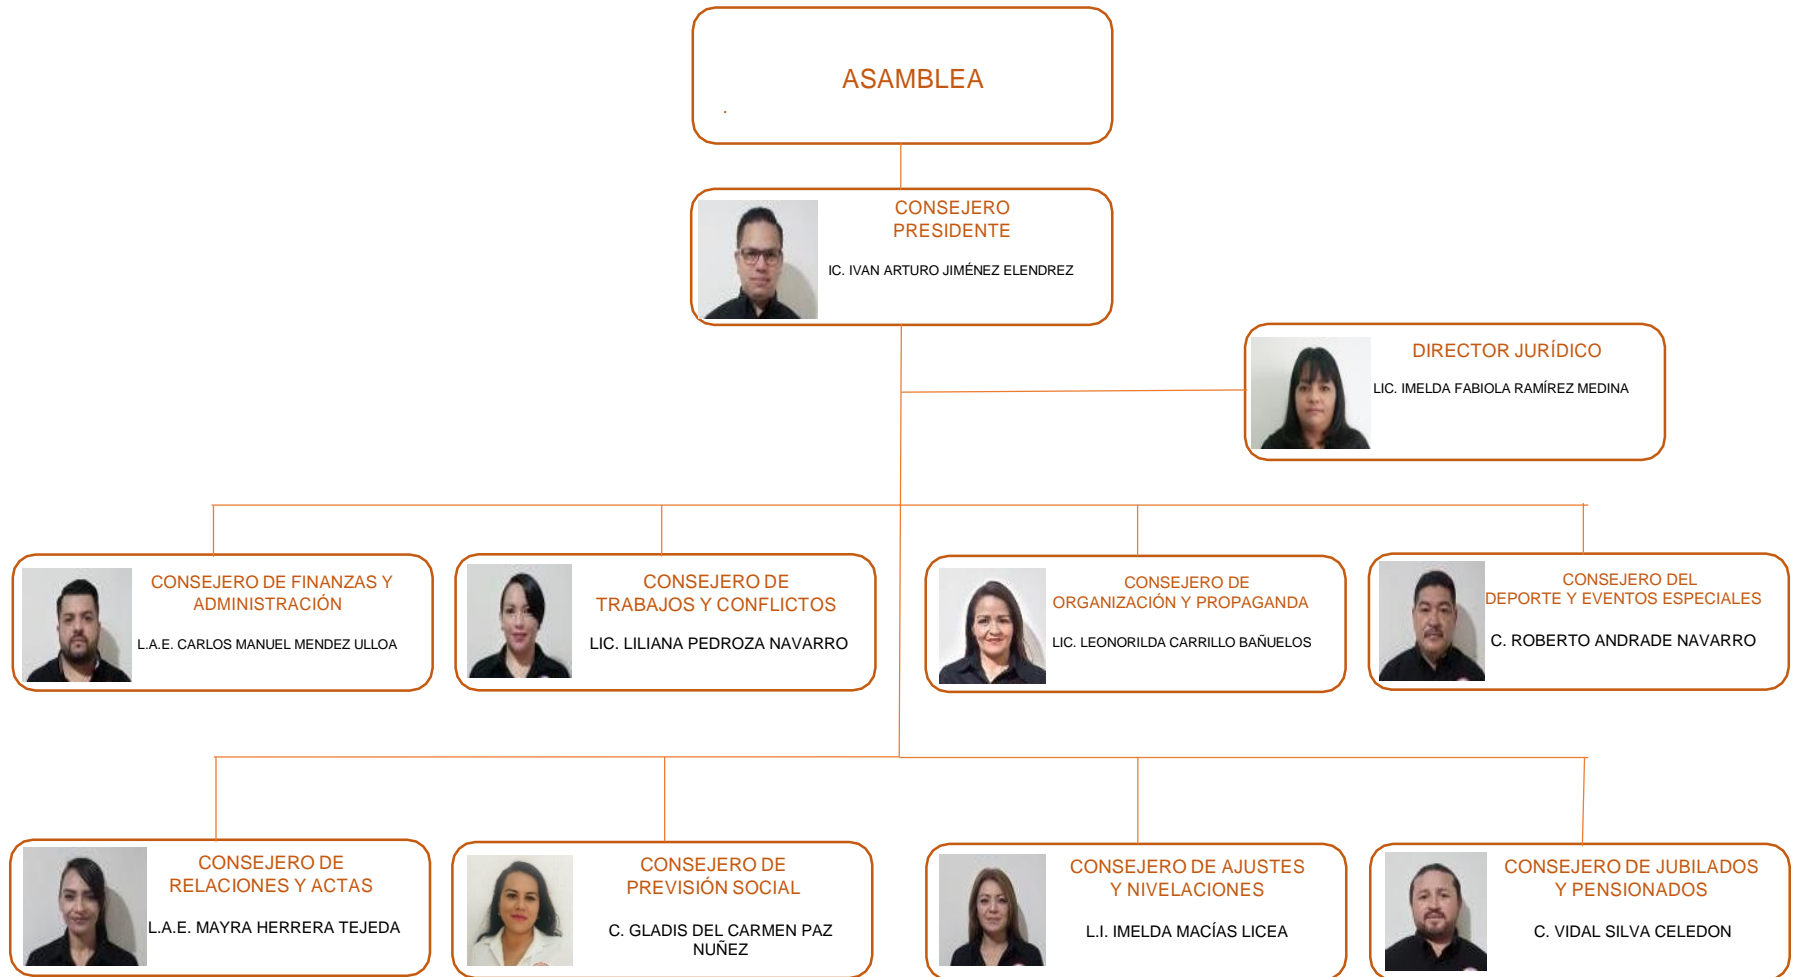 ASAMBLEA
.
CONSEJERO
PRESIDENTE
IC. IVAN ARTURO JIMÉNEZ ELENDREZ
DIRECTOR JURÍDICO
LIC. IMELDA FABIOLA RAMÍREZ MEDINA
CONSEJERO DE FINANZAS Y
ADMINISTRACIÓN
L.A.E. CARLOS MANUEL MENDEZ ULLOA
CONSEJERO DE
TRABAJOS Y CONFLICTOS
LIC. LILIANA PEDROZA NAVARRO
CONSEJERO DE
ORGANIZACIÓN Y PROPAGANDA
LIC. LEONORILDA CARRILLO BAÑUELOS
CONSEJERO DEL
DEPORTE Y EVENTOS ESPECIALES
C. ROBERTO ANDRADE NAVARRO
CONSEJERO DE
RELACIONES Y ACTAS
L.A.E. MAYRA HERRERA TEJEDA
CONSEJERO DE
PREVISIÓN SOCIAL
C. GLADIS DEL CARMEN PAZ
NUÑEZ
CONSEJERO DE AJUSTES
Y NIVELACIONES
L.I. IMELDA MACÍAS LICEA
CONSEJERO DE JUBILADOS
Y PENSIONADOS
C. VIDAL SILVA CELEDON